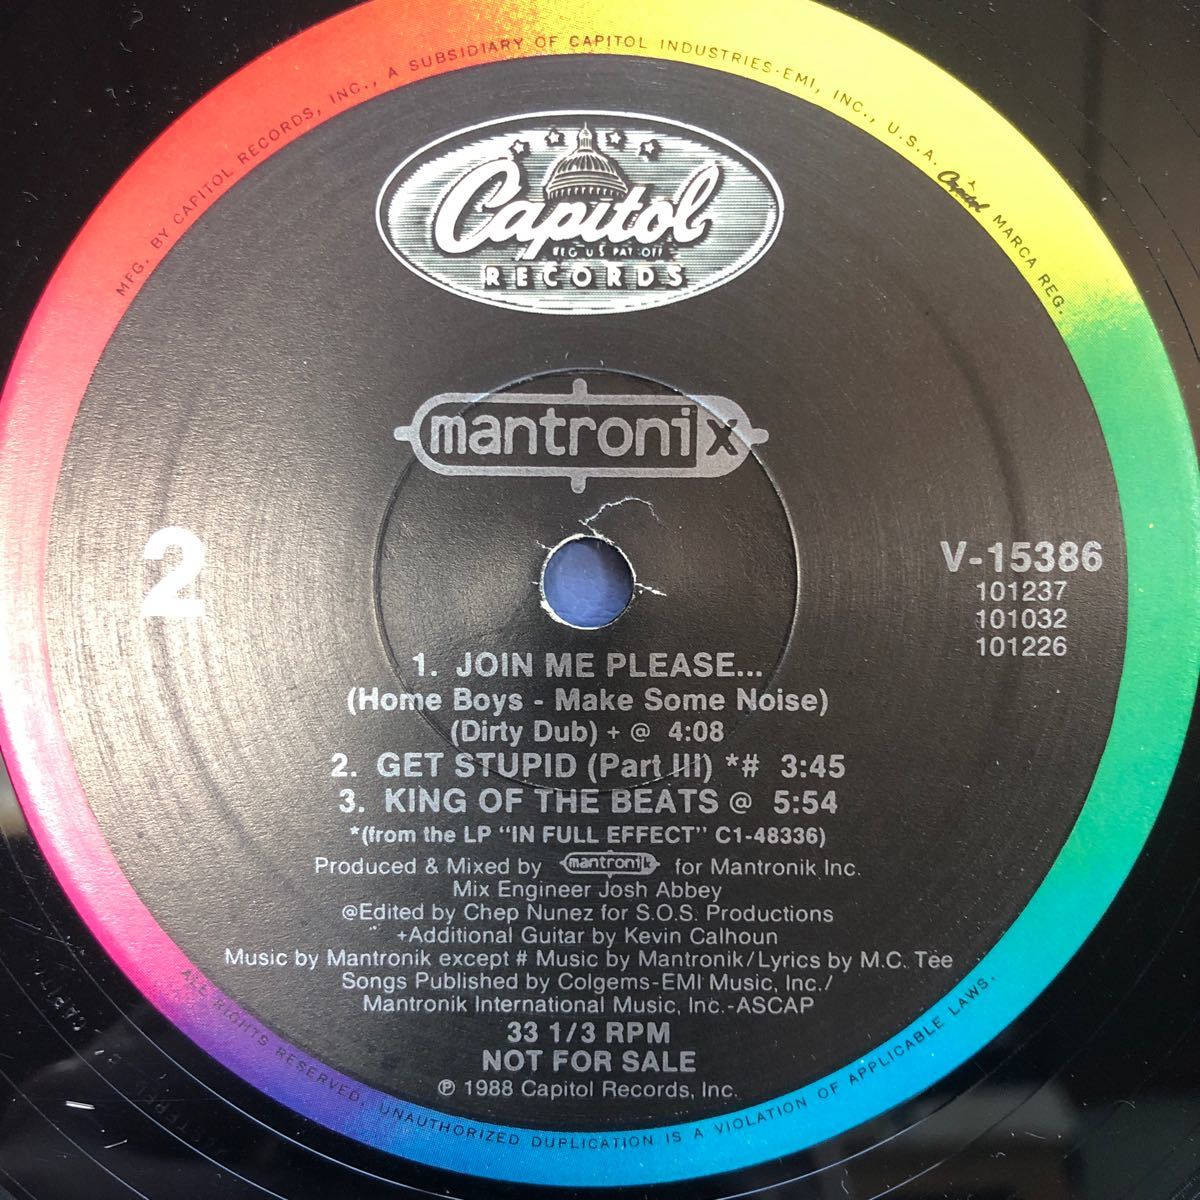 MFG. BY CAPITOL RECORDS, INC., A SUBSIDIARY OF CAPITOL INDUSTRIES-EMI, INC., U.S.A. Capitol MARCA REG.
Capitol
REG. U.S. PAT. OFF.
RECORDS
mantronix
2
V-15386
101237
101032
101226
1. JOIN ME PLEASE...
(Home Boys - Make Some Noise)
(Dirty Dub) + @ 4:08
2. GET STUPID (Part III) *# 3:45
3. KING OF THE BEATS @ 5:54
*(from the LP "IN FULL EFFECT" C1-48336)
Produced & Mixed by mantronik for Mantronik Inc.
Mix Engineer Josh Abbey
@Edited by Chep Nunez for S.O.S. Productions
+Additional Guitar by Kevin Calhoun
Music by Mantronik except # Music by Mantronik/Lyrics by M.C. Tee
Songs Published by Colgems-EMI Music, Inc./
Mantronik International Music, Inc.-ASCAP
33 1/3 RPM
NOT FOR SALE
℗ 1988 Capitol Records, Inc.
ALL RIGHTS RESERVED. UNAUTHORIZED DUPLICATION IS A VIOLATION OF APPLICABLE LAWS.